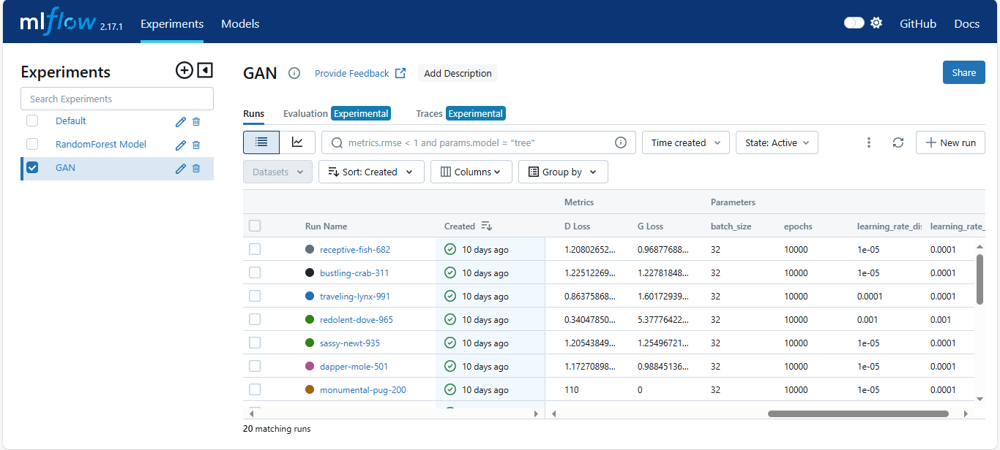 mlflow 2.17.1 Experiments Models GitHub Docs
Experiments
Search Experiments
Default
RandomForest Model
GAN
GAN Provide Feedback Add Description Share
Runs Evaluation Experimental Traces Experimental
metrics.rmse < 1 and params.model = "tree" Time created State: Active New run
Datasets Sort: Created Columns Group by
Metrics Parameters
Run Name Created D Loss G Loss batch_size epochs learning_rate_di learning_rate_
receptive-fish-682 10 days ago 1.20802652... 0.96877688... 32 10000 1e-05 0.0001
bustling-crab-311 10 days ago 1.22512269... 1.22781848... 32 10000 1e-05 0.0001
traveling-lynx-991 10 days ago 0.86375868... 1.60172939... 32 10000 0.0001 0.0001
redolent-dove-965 10 days ago 0.34047850... 5.37776422... 32 10000 0.001 0.001
sassy-newt-935 10 days ago 1.20543849... 1.25496721... 32 10000 1e-05 0.0001
dapper-mole-501 10 days ago 1.17270898... 0.98845136... 32 10000 1e-05 0.0001
monumental-pug-200 10 days ago 110 0 32 10000 1e-05 0.0001
20 matching runs